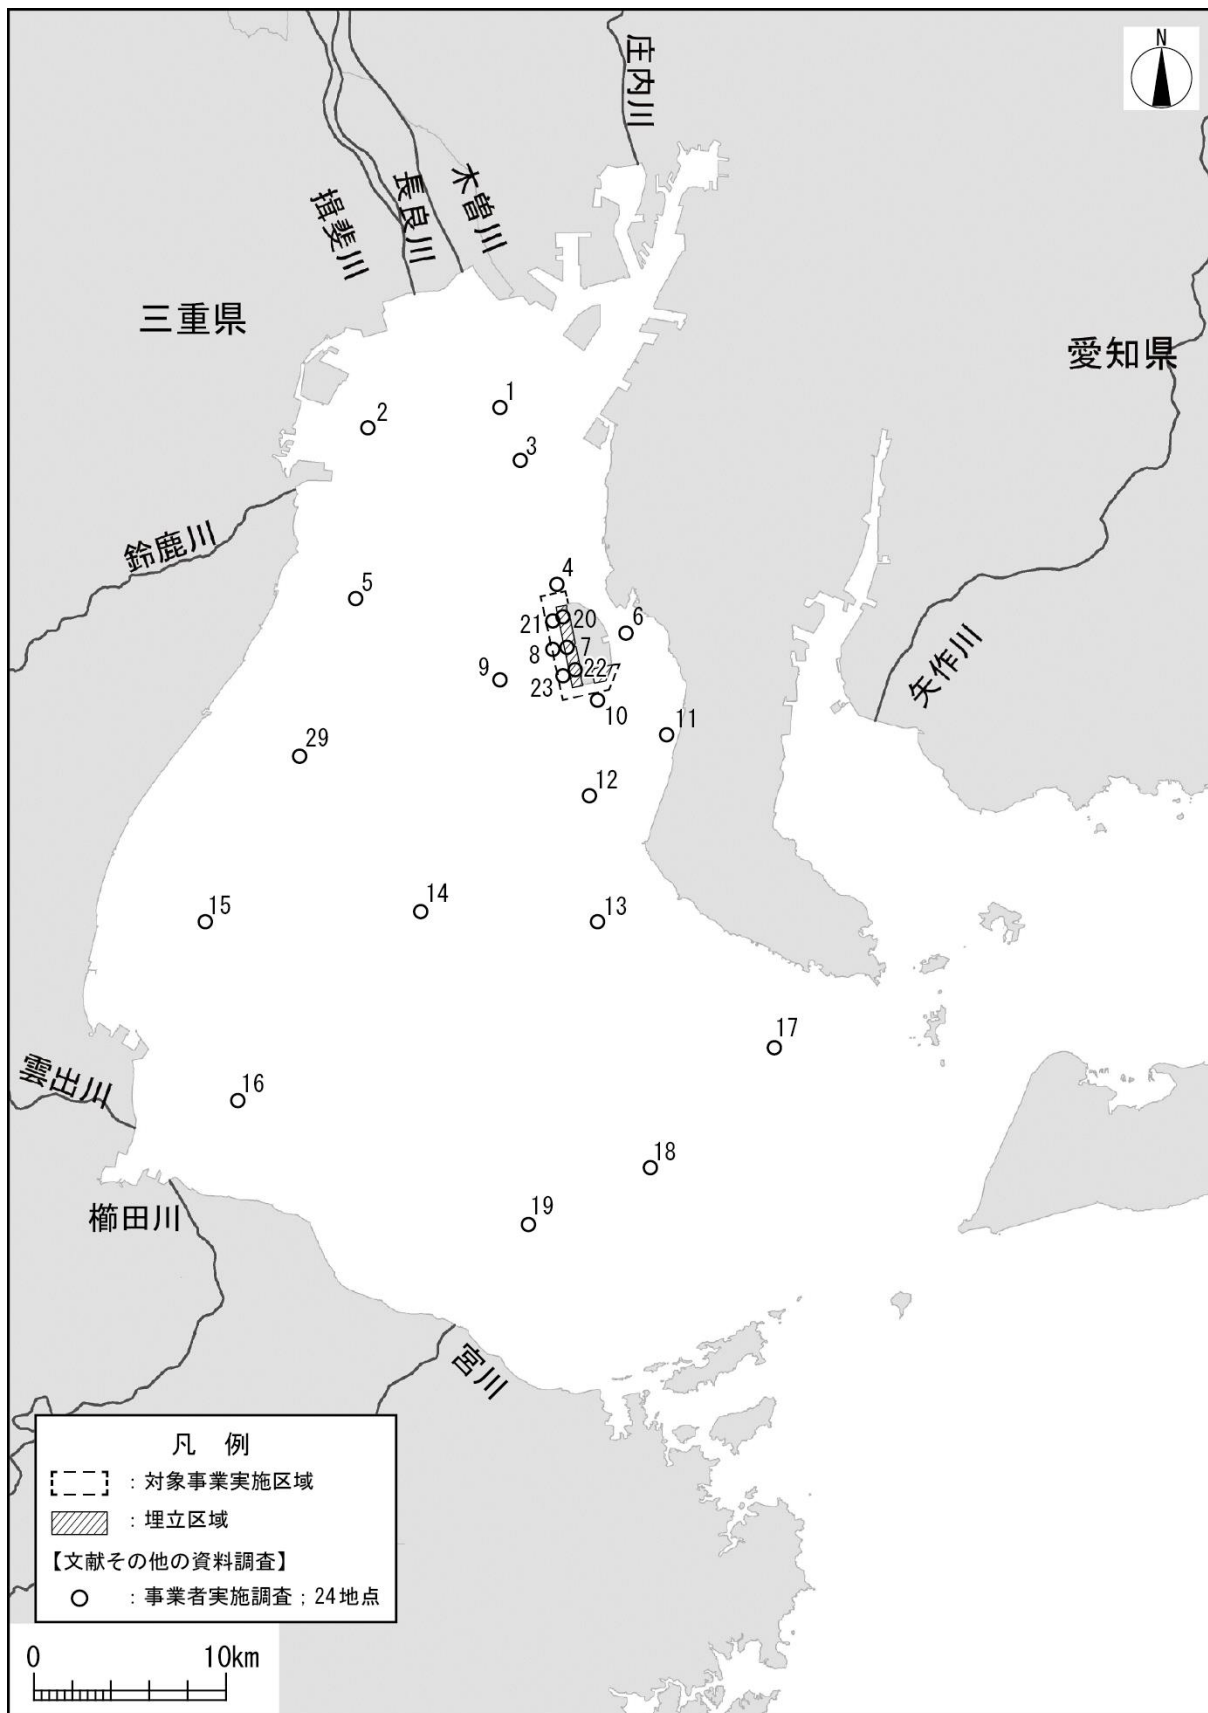 N
庄内川
木曽川
長良川
揖斐川
三重県
愛知県
1
2
3
鈴鹿川
4
5
20
21
6
7
8
9
22
23
矢作川
10
11
29
12
14
13
15
17
雲出川
16
18
櫛田川
19
宮川
凡 例
：対象事業実施区域
：埋立区域
【文献その他の資料調査】
：事業者実施調査；24地点
0 10km